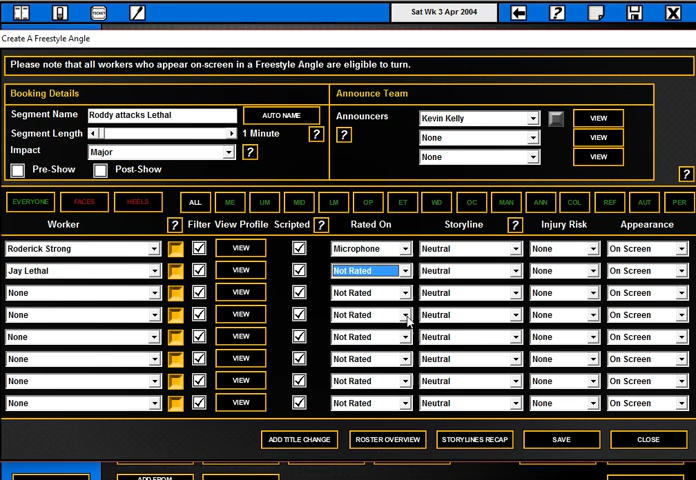 TICKET
Sat Wk 3 Apr 2004
?
X
Create A Freestyle Angle
Please note that all workers who appear on-screen in a Freestyle Angle are eligible to turn.
Booking Details
Announce Team
Segment Name Roddy attacks Lethal AUTO NAME
Announcers Kevin Kelly VIEW
Segment Length 1 Minute ?
? None VIEW
Impact Major ?
None VIEW
Pre-Show Post-Show
?
EVERYONE FACES HEELS ALL ME UM MID LM OP ET WD OC MAN ANN COL REF AUT PER
Worker ? Filter View Profile Scripted ? Rated On Storyline ? Injury Risk Appearance
Roderick Strong VIEW Microphone Neutral None On Screen
Jay Lethal VIEW Not Rated Neutral None On Screen
None VIEW Not Rated Neutral None On Screen
None VIEW Not Rated Neutral None On Screen
None VIEW Not Rated Neutral None On Screen
None VIEW Not Rated Neutral None On Screen
None VIEW Not Rated Neutral None On Screen
None VIEW Not Rated Neutral None On Screen
ADD TITLE CHANGE ROSTER OVERVIEW STORYLINES RECAP SAVE CLOSE
ADD FROM